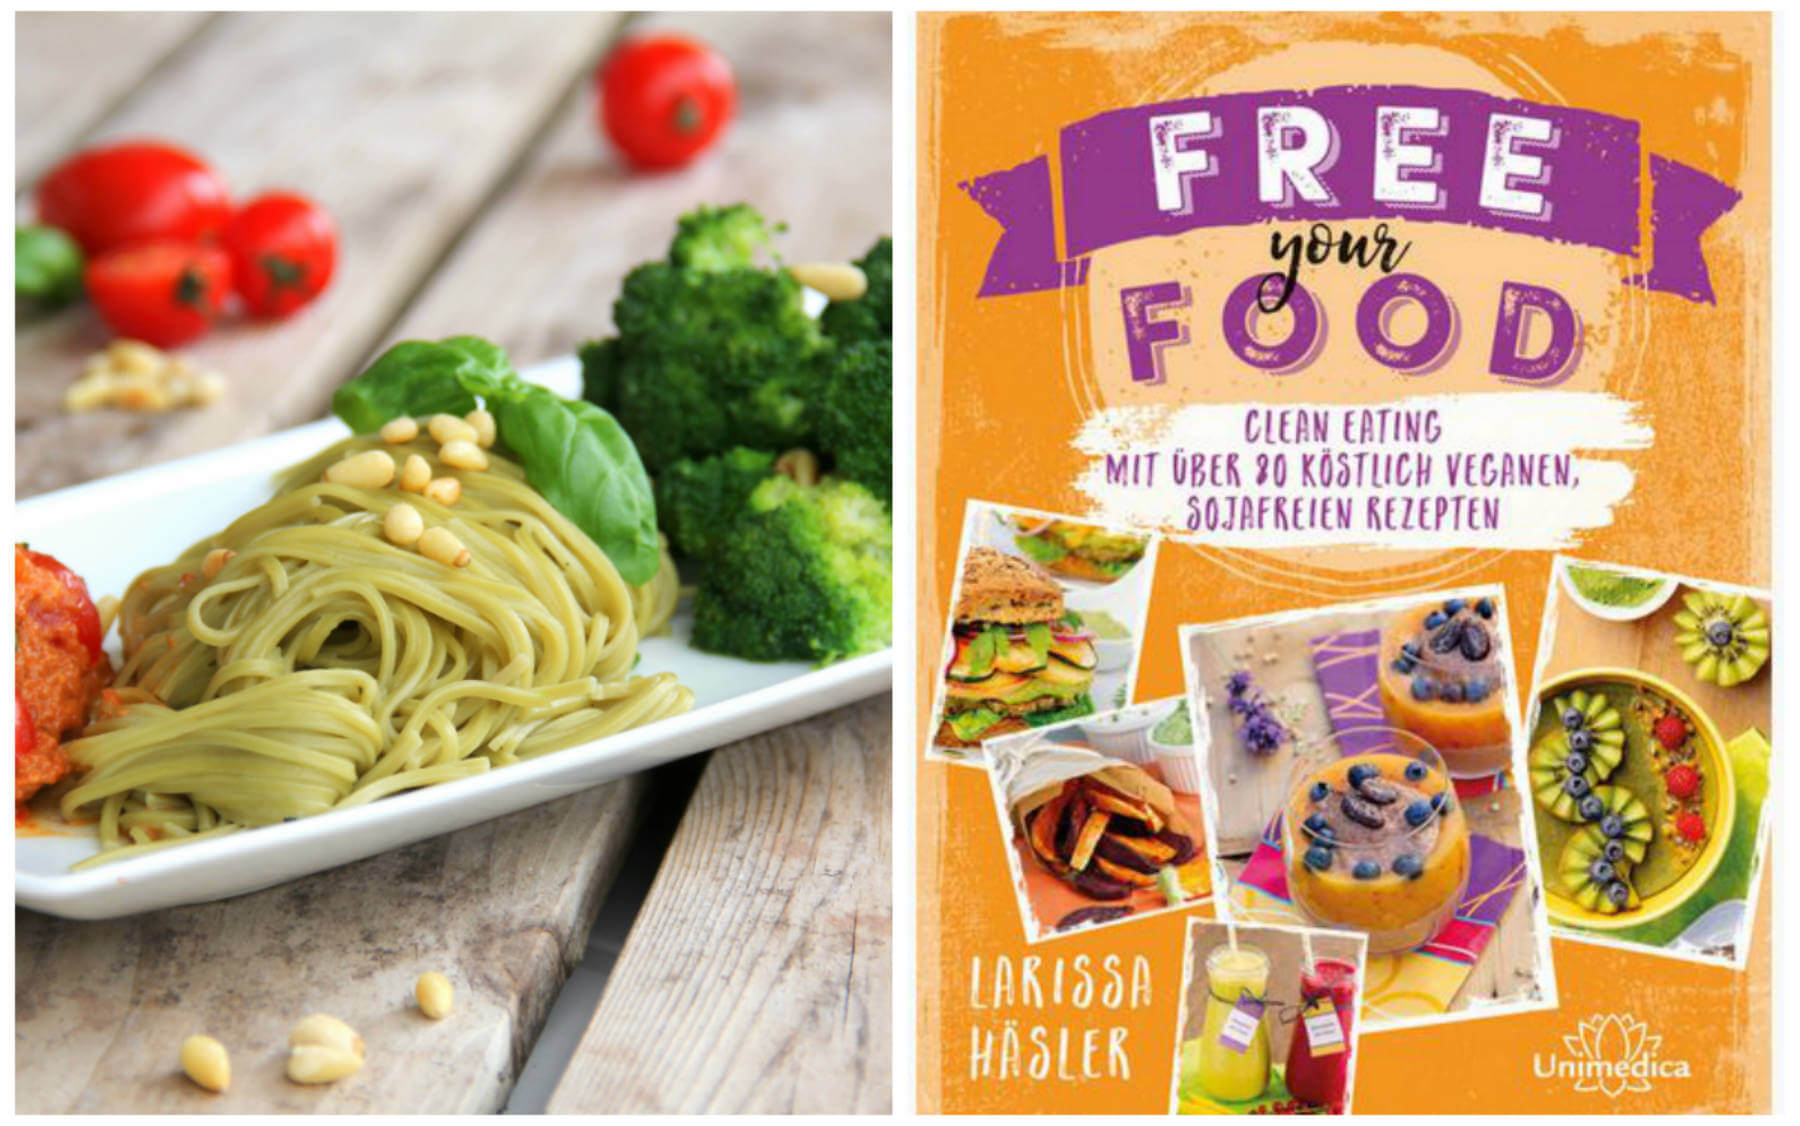 FREE
your
FOOD
CLEAN EATING
MIT ÜBER 80 KÖSTLICH VEGANEN,
SOJAFREIEN REZEPTEN
LARISSA
HÄSLER
Unimedica